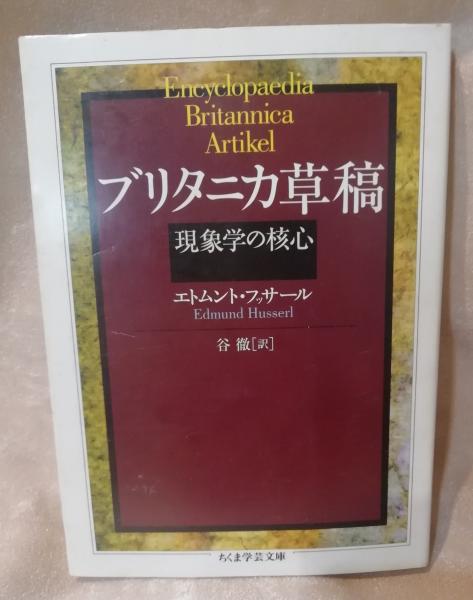 Encyclopaedia
Britannica
Artikel
ブリタニカ草稿
現象学の核心
エトムント・フッサール
Edmund Husserl
谷 徹[訳]
ちくま学芸文庫